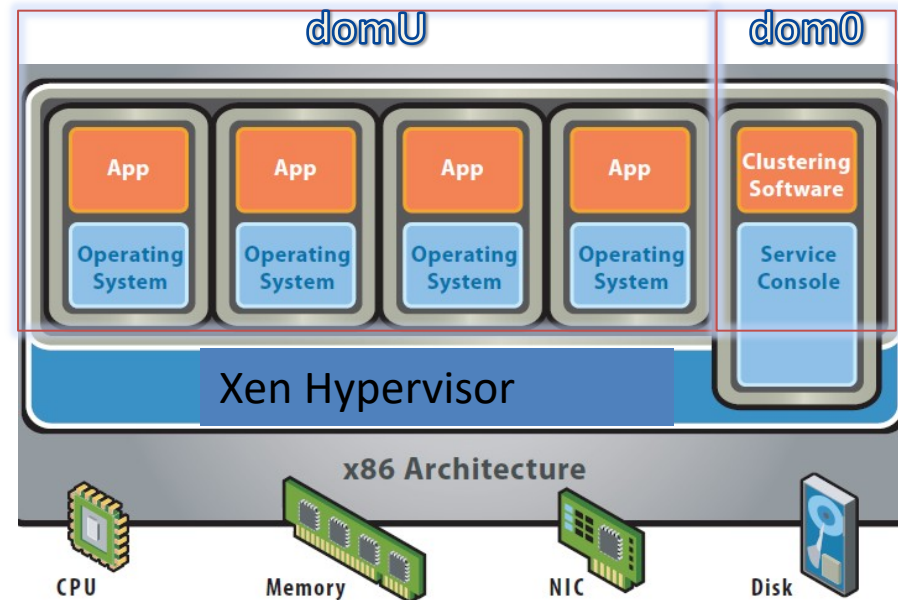 domU
dom0
App
App
App
App
Clustering
Software
Operating
System
Operating
System
Operating
System
Operating
System
Service
Console
Xen Hypervisor
x86 Architecture
CPU
Memory
NIC
Disk